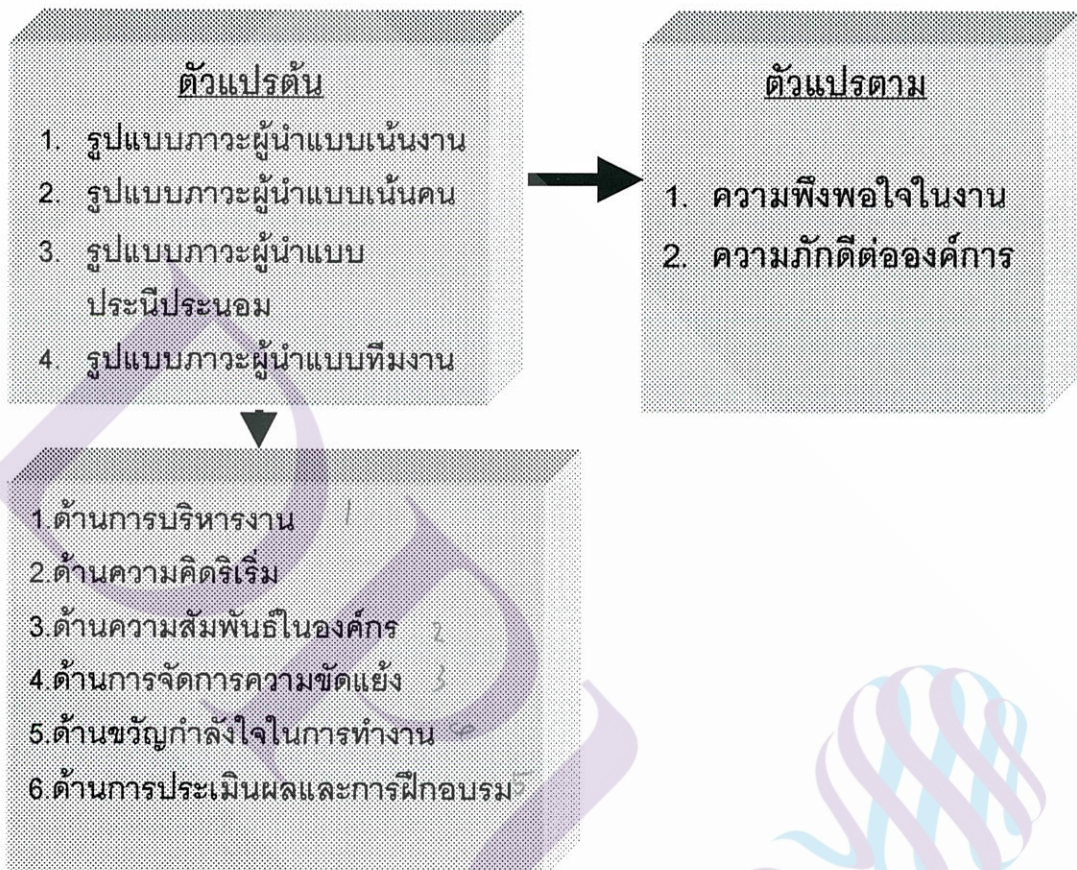 ตัวแปรต้น
1. รูปแบบภาวะผู้นำแบบเน้นงาน
2. รูปแบบภาวะผู้นำแบบเน้นคน
3. รูปแบบภาวะผู้นำแบบ
ประนีประนอม
4. รูปแบบภาวะผู้นำแบบทีมงาน
ตัวแปรตาม
1. ความพึงพอใจในงาน
2. ความภักดีต่อองค์การ
1.ด้านการบริหารงาน 1
2.ด้านความคิดริเริ่ม
3.ด้านความสัมพันธ์ในองค์กร 2
4.ด้านการจัดการความขัดแย้ง 3
5.ด้านขวัญกำลังใจในการทำงาน
6.ด้านการประเมินผลและการฝึกอบรม 5